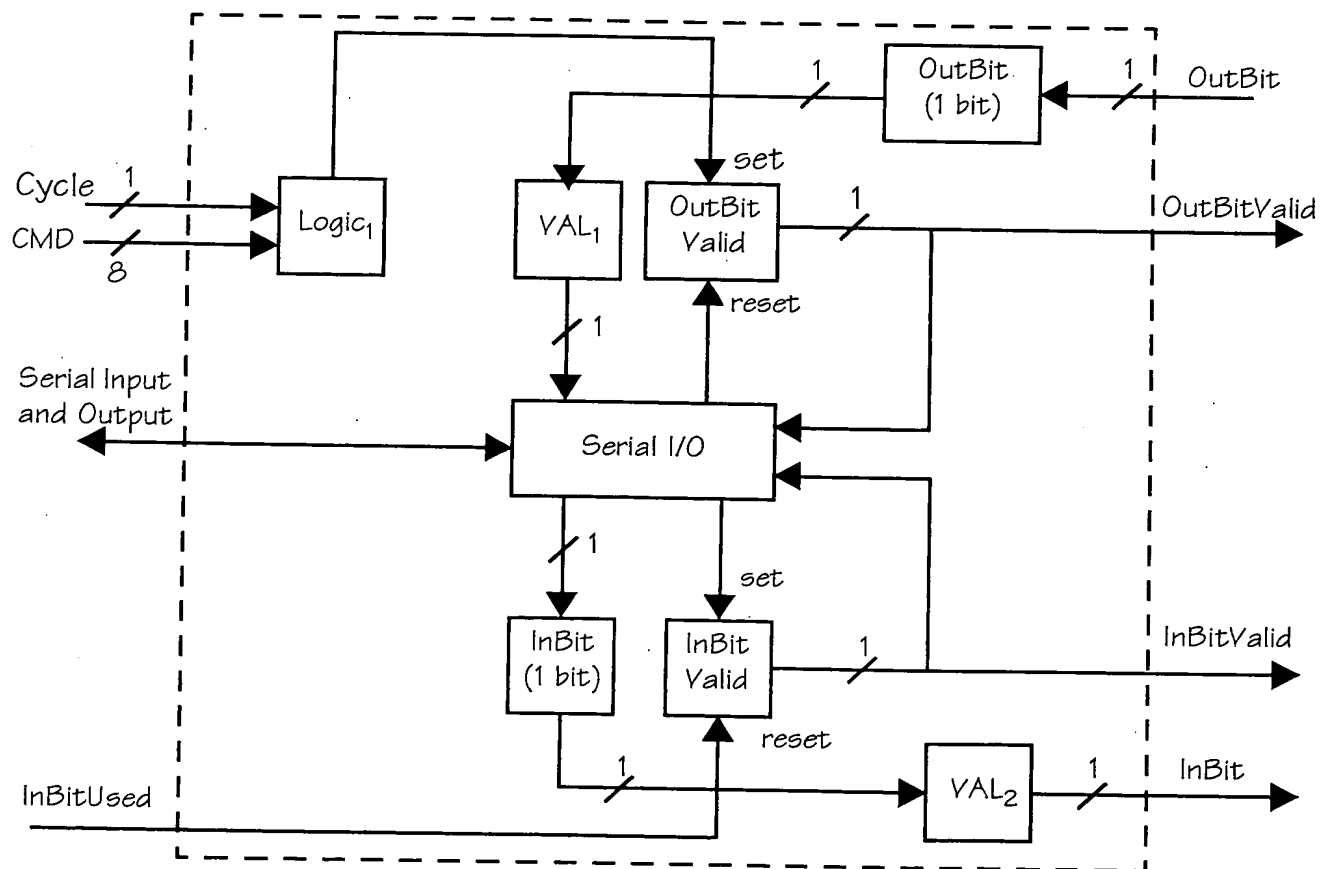 1
OutBit
(1 bit)
1
OutBit
set
Cycle
1
CMD
8
Logic₁
VAL₁
OutBit
Valid
1
OutBitValid
reset
1
Serial Input
and Output
Serial I/O
1
set
InBit
(1 bit)
InBit
Valid
1
InBitValid
reset
InBitUsed
1
VAL₂
1
InBit